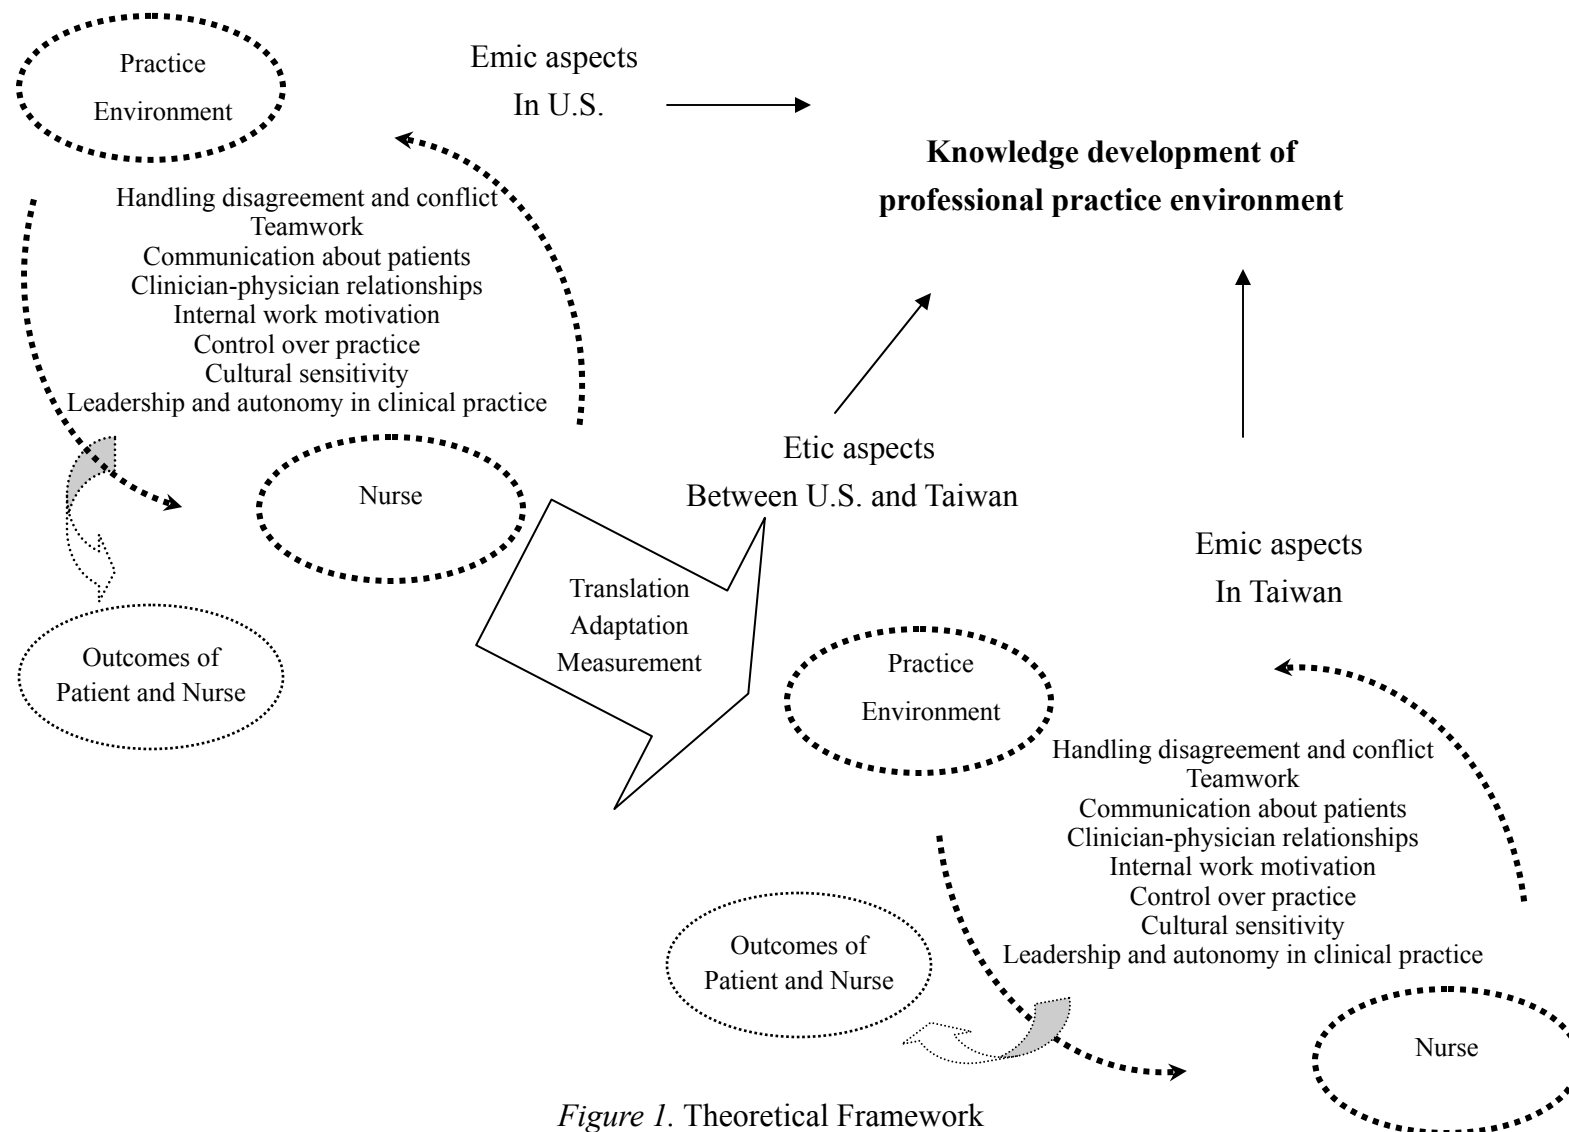 Practice
Environment
Emic aspects
In U.S.
Knowledge development of
professional practice environment
Handling disagreement and conflict
Teamwork
Communication about patients
Clinician-physician relationships
Internal work motivation
Control over practice
Cultural sensitivity
Leadership and autonomy in clinical practice
Nurse
Outcomes of
Patient and Nurse
Etic aspects
Between U.S. and Taiwan
Translation
Adaptation
Measurement
Emic aspects
In Taiwan
Practice
Environment
Handling disagreement and conflict
Teamwork
Communication about patients
Clinician-physician relationships
Internal work motivation
Control over practice
Cultural sensitivity
Leadership and autonomy in clinical practice
Outcomes of
Patient and Nurse
Nurse
Figure 1. Theoretical Framework